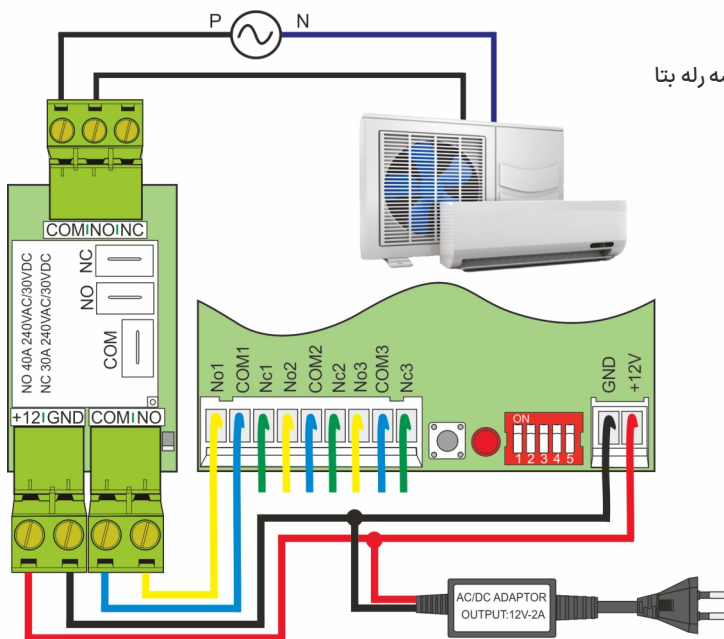 P N
رله بتا
COM NO NC
NC
NO
COM
NO 40A 240VAC/30VDC
NC 30A 240VAC/30VDC
+12 GND COM NO
No1
COM1
Nc1
No2
COM2
Nc2
No3
COM3
Nc3
ON
1 2 3 4 5
GND
+12V
AC/DC ADAPTOR
OUTPUT:12V-2A